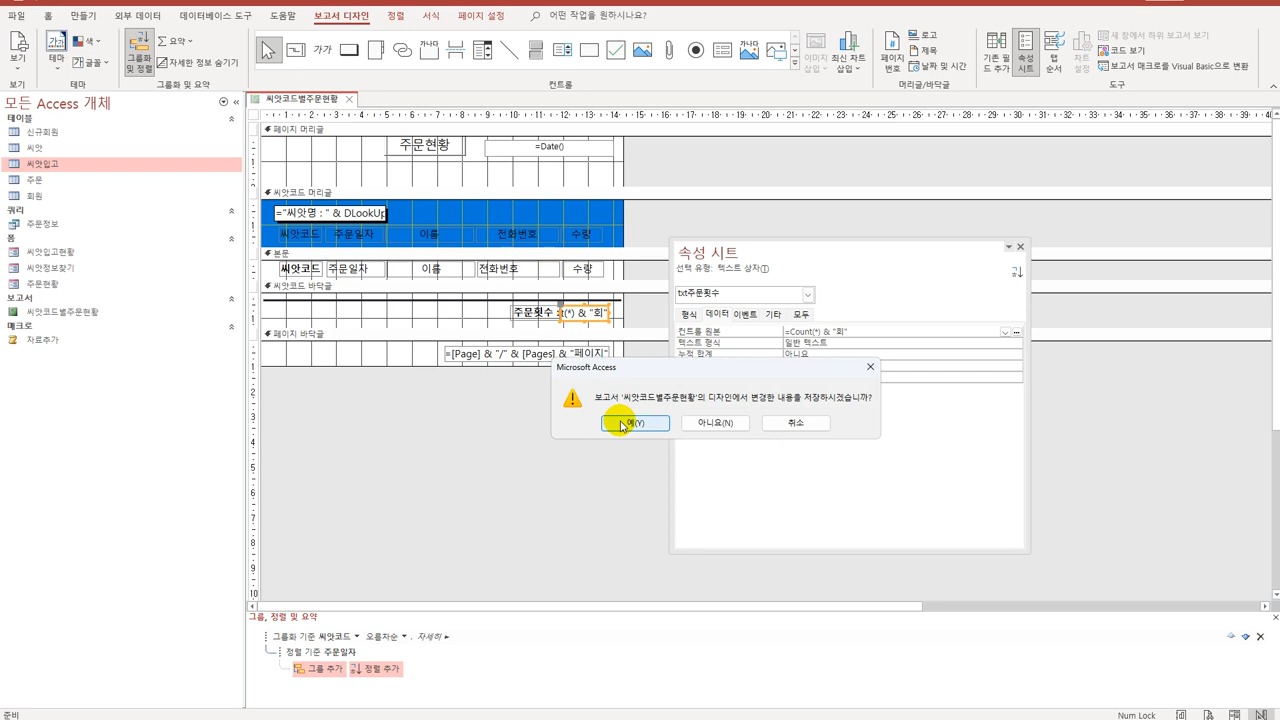 파일 홈 만들기 외부 데이터 데이터베이스 도구 도움말 보고서 디자인 정렬 서식 페이지 설정 어떤 작업을 원하시나요?
보기 테마 색 글꼴 그룹화 및 정렬 요약 자세한 정보 숨기기
이미지 삽입 최신 차트 삽입 페이지 번호 로고 제목 날짜 및 시간
기존 필드 추가 속성 시트 탭 순서 차트 설정 새 창에서 하위 보고서 보기 코드 보기 보고서 매크로를 Visual Basic으로 변환
보기 테마 그룹화 및 요약 컨트롤 머리글/바닥글 도구
모든 Access 개체
테이블
신규회원
씨앗
씨앗입고
주문
회원
쿼리
주문정보
폼
씨앗입고현황
씨앗정보찾기
주문현황
보고서
씨앗코드별주문현황
매크로
자료추가
씨앗코드별주문현황
페이지 머리글
주문현황 =Date()
씨앗코드 머리글
="씨앗명 : " & DLookUp
씨앗코드 주문일자 이름 전화번호 수량
본문
씨앗코드 주문일자 이름 전화번호 수량
씨앗코드 바닥글
주문횟수 : t(*) & "회"
페이지 바닥글
=[Page] & "/" & [Pages] & "페이지"
속성 시트
선택 유형: 텍스트 상자(I)
txt주문횟수
형식 데이터 이벤트 기타 모두
컨트롤 원본 =Count(*) & "회"
텍스트 형식 일반 텍스트
누적 합계 아니요
Microsoft Access
보고서 '씨앗코드별주문현황'의 디자인에서 변경한 내용을 저장하시겠습니까?
예(Y) 아니요(N) 취소
그룹, 정렬 및 요약
그룹화 기준 씨앗코드 오름차순 , 자세히
정렬 기준 주문일자
그룹 추가 정렬 추가
준비 Num Lock